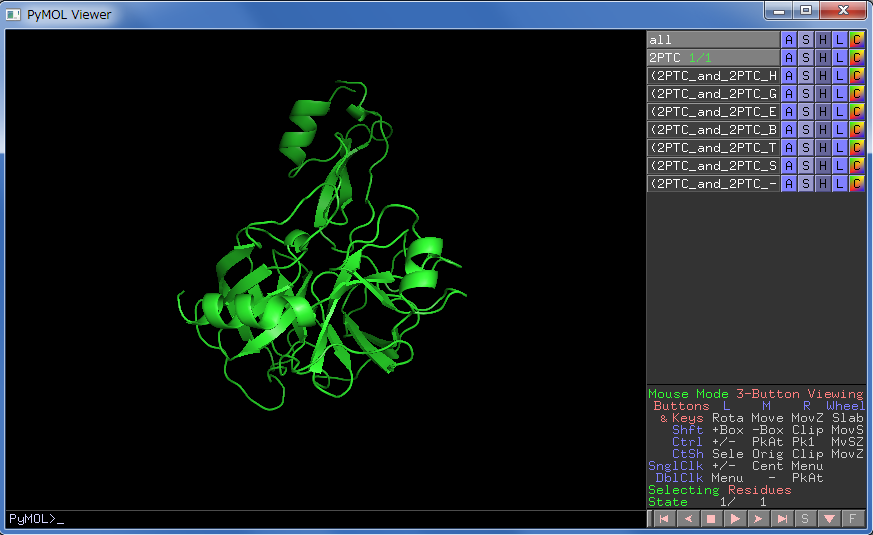 PyMOL Viewer
all A S H L C
2PTC 1/1 A S H L C
(2PTC_and_2PTC_H A S H L C
(2PTC_and_2PTC_G A S H L C
(2PTC_and_2PTC_E A S H L C
(2PTC_and_2PTC_B A S H L C
(2PTC_and_2PTC_T A S H L C
(2PTC_and_2PTC_S A S H L C
(2PTC_and_2PTC_- A S H L C
Mouse Mode 3-Button Viewing
Buttons L M R Wheel
& Keys Rota Move MovZ Slab
Shft +Box -Box Clip MovS
Ctrl +/- PkAt Pk1 MvSZ
CtSh Sele Orig Clip MovZ
SnglClk +/- Cent Menu
DblClk Menu - PkAt
Selecting Residues
State 1/ 1
PyMOL>_
S F